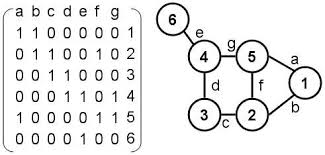 a b c d e f g
1 1 0 0 0 0 0 1
0 1 1 0 0 1 0 2
0 0 1 1 0 0 0 3
0 0 0 1 1 0 1 4
1 0 0 0 0 1 1 5
0 0 0 0 1 0 0 6
6
e
4 g 5
a
d f 1
b
3 c 2